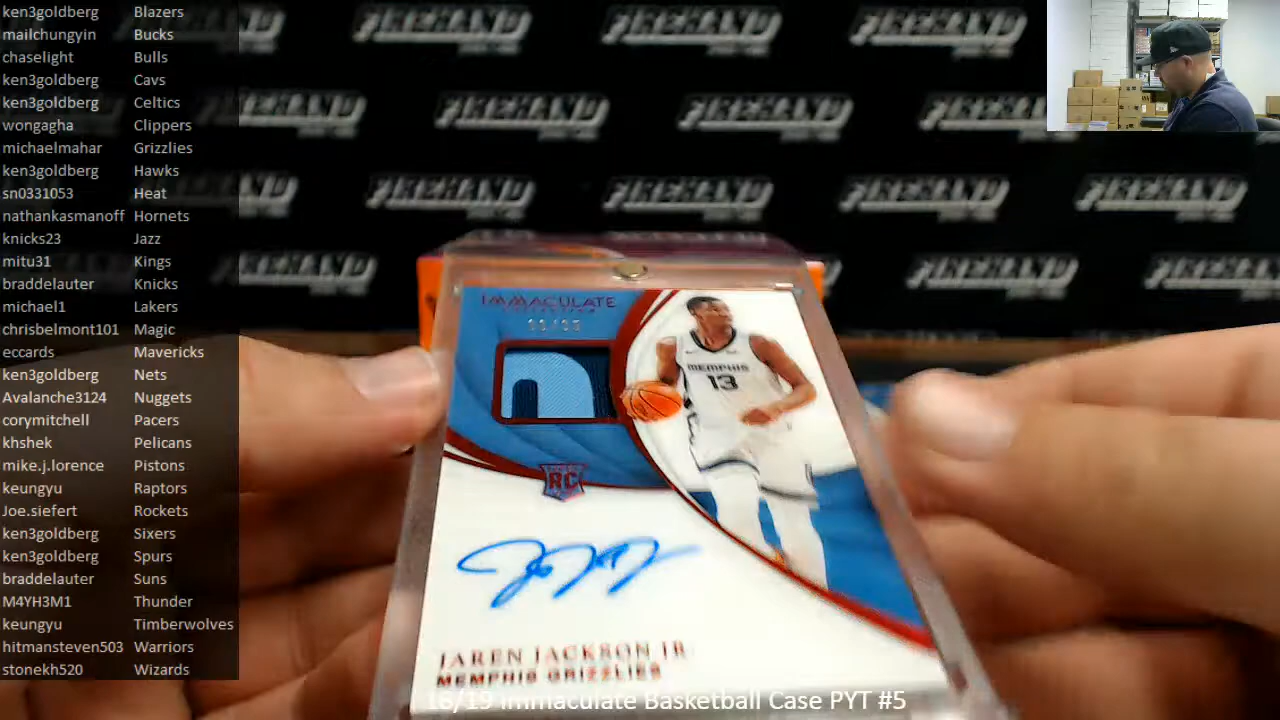 ken3goldberg Blazers
mailchungyin Bucks
chaselight Bulls
ken3goldberg Cavs
ken3goldberg Celtics
wongagha Clippers
michaelmahar Grizzlies
ken3goldberg Hawks
sn0331053 Heat
nathankasmanoff Hornets
knicks23 Jazz
mitu31 Kings
braddelauter Knicks
michael1 Lakers
chrisbelmont101 Magic
eccards Mavericks
ken3goldberg Nets
Avalanche3124 Nuggets
corymitchell Pacers
khshek Pelicans
mike.j.lorence Pistons
keungyu Raptors
Joe.siefert Rockets
ken3goldberg Sixers
ken3goldberg Spurs
braddelauter Suns
M4YH3M1 Thunder
keungyu Timberwolves
hitmansteven503 Warriors
stonekh520 Wizards
FIREHAND
IMMACULATE
COLLECTION
MEMPHIS
13
RC
JAREN JACKSON JR.
MEMPHIS GRIZZLIES
18/19 Immaculate Basketball Case PYT #5